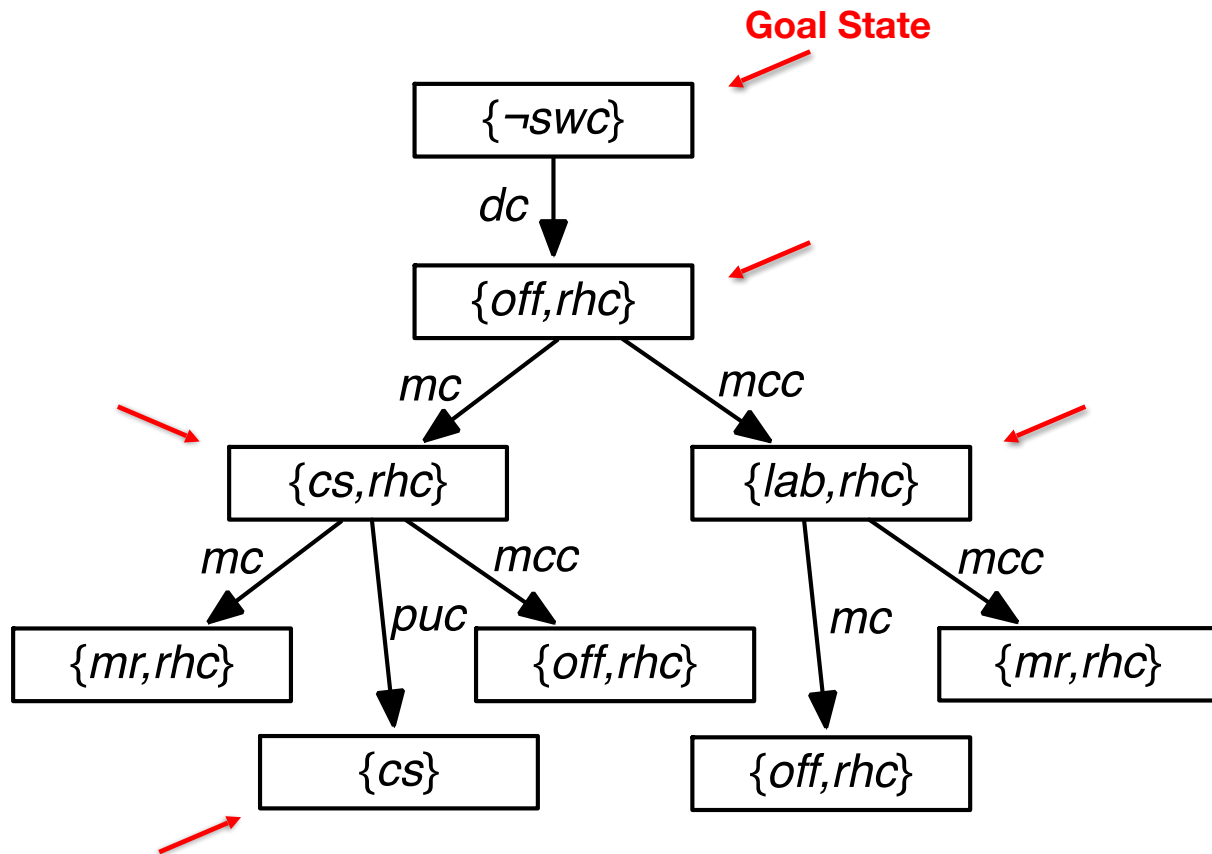 Goal State
{¬swc}
dc
{off,rhc}
mc
mcc
{cs,rhc}
{lab,rhc}
mc
puc
mcc
mc
mcc
{mr,rhc}
{off,rhc}
{mr,rhc}
{cs}
{off,rhc}